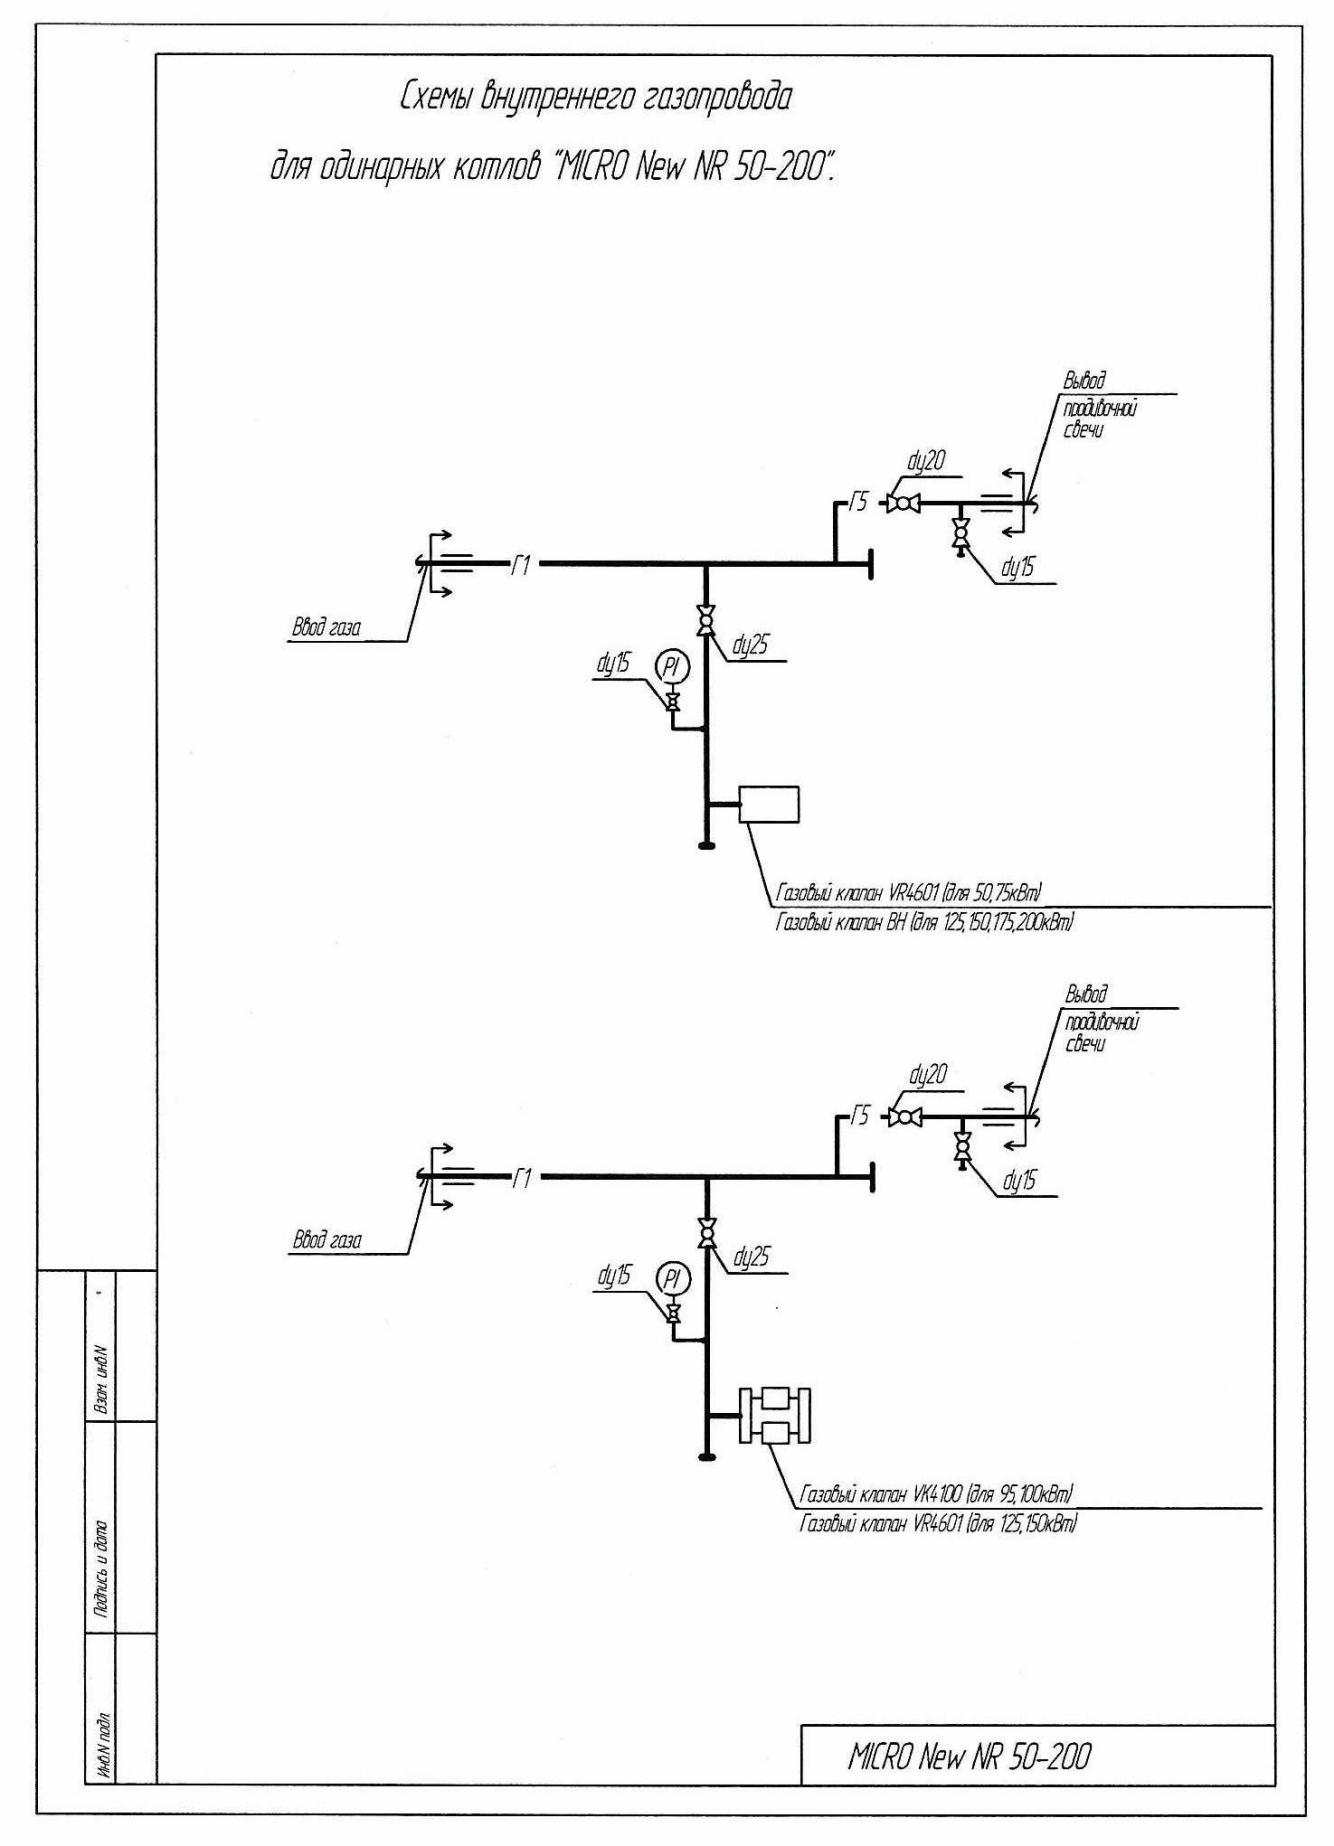 Схемы внутреннего газопровода
для одинарных котлов "MICRO New NR 50-200".
Вывод
продувочной
свечи
dy20
Г5
dy15
Г1
Ввод газа
dy25
dy15
PI
Газовый клапан VR4601 (для 50,75кВт)
Газовый клапан ВН (для 125,150,175,200кВт)
Вывод
продувочной
свечи
dy20
Г5
dy15
Г1
Ввод газа
dy25
dy15
PI
Газовый клапан VK4100 (для 95,100кВт)
Газовый клапан VR4601 (для 125,150кВт)
Взам. инв.N
Подпись и дата
Инв.N подл.
MICRO New NR 50-200